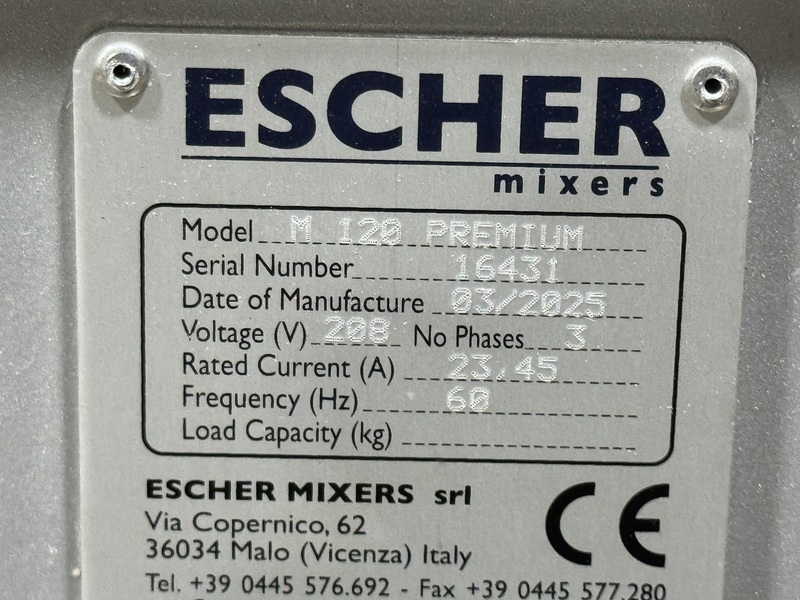 ESCHER
mixers
Model M 120 PREMIUM
Serial Number 16431
Date of Manufacture 03/2025
Voltage (V) 208 No Phases 3
Rated Current (A) 23,45
Frequency (Hz) 60
Load Capacity (kg)
ESCHER MIXERS srl
Via Copernico, 62
36034 Malo (Vicenza) Italy
CE
Tel. +39 0445 576.692 - Fax +39 0445 577.280